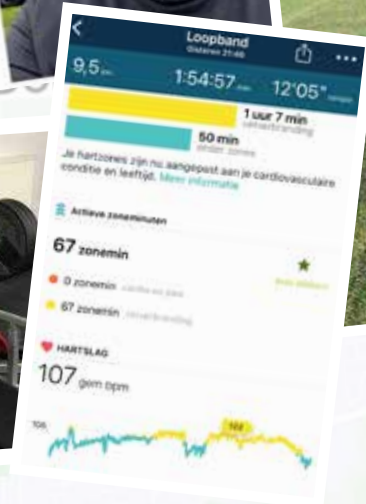 Loopband
Gisteren 21:46
9,5 km
1:54:57
12'05"
1 uur 7 min
vetverbranding
50 min
onder zones
Je hartzones zijn nu aangepast aan je cardiovasculaire
conditie en leeftijd. Meer informatie
Actieve zoneminuten
67 zonemin
0 zonemin
67 zonemin vetverbranding
HARTSLAG
107 gem bpm